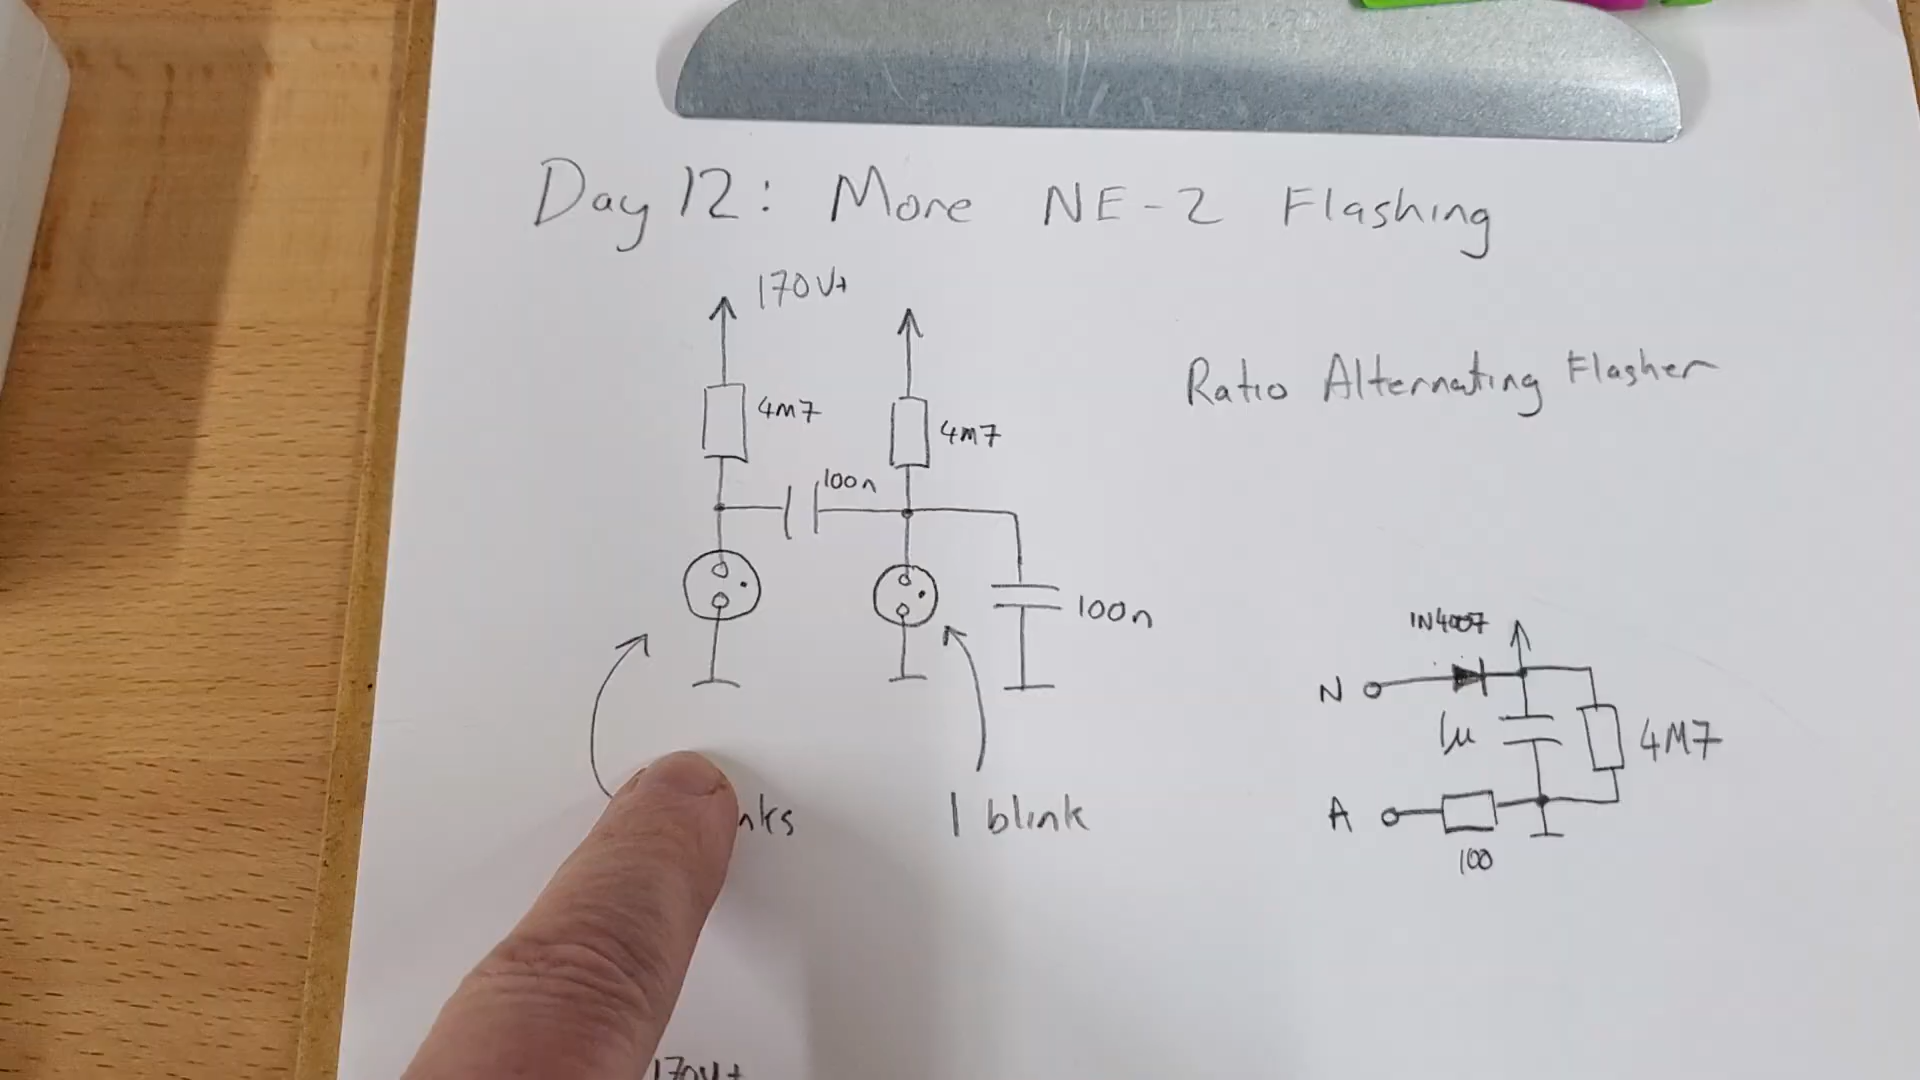 Day 12: More NE-2 Flashing
170V+
Ratio Alternating Flasher
4M7
4M7
100n
100n
1N4007
N
1u
4M7
A
100
1 blink
170V+